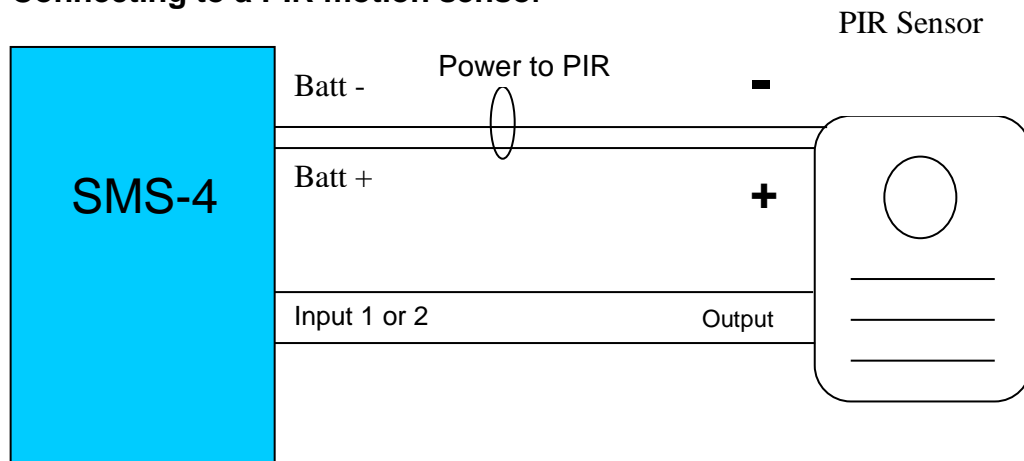 Connecting to a PIR motion sensor
PIR Sensor
Batt -
Power to PIR
-
SMS-4
Batt +
+
Input 1 or 2
Output